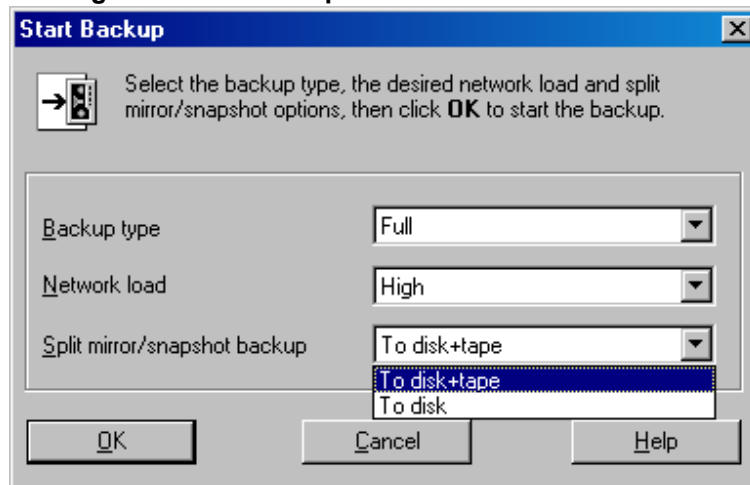 Start Backup
Select the backup type, the desired network load and split
mirror/snapshot options, then click OK to start the backup.
Backup type
Full
Network load
High
Split mirror/snapshot backup
To disk+tape
To disk+tape
To disk
OK
Cancel
Help